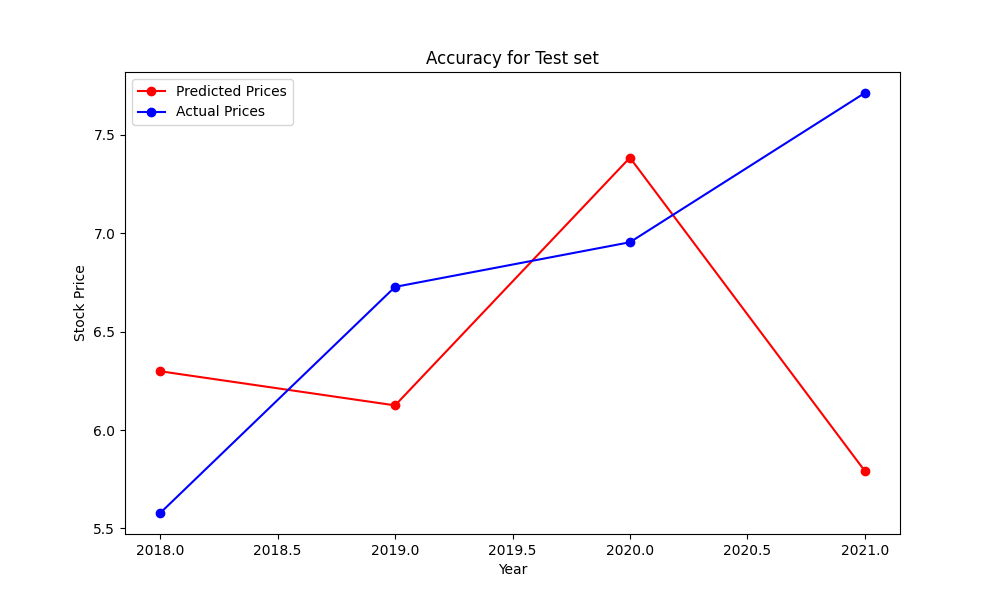 Accuracy for Test set
Predicted Prices
Actual Prices
7.5
7.0
6.5
6.0
5.5
Stock Price
2018.0 2018.5 2019.0 2019.5 2020.0 2020.5 2021.0
Year